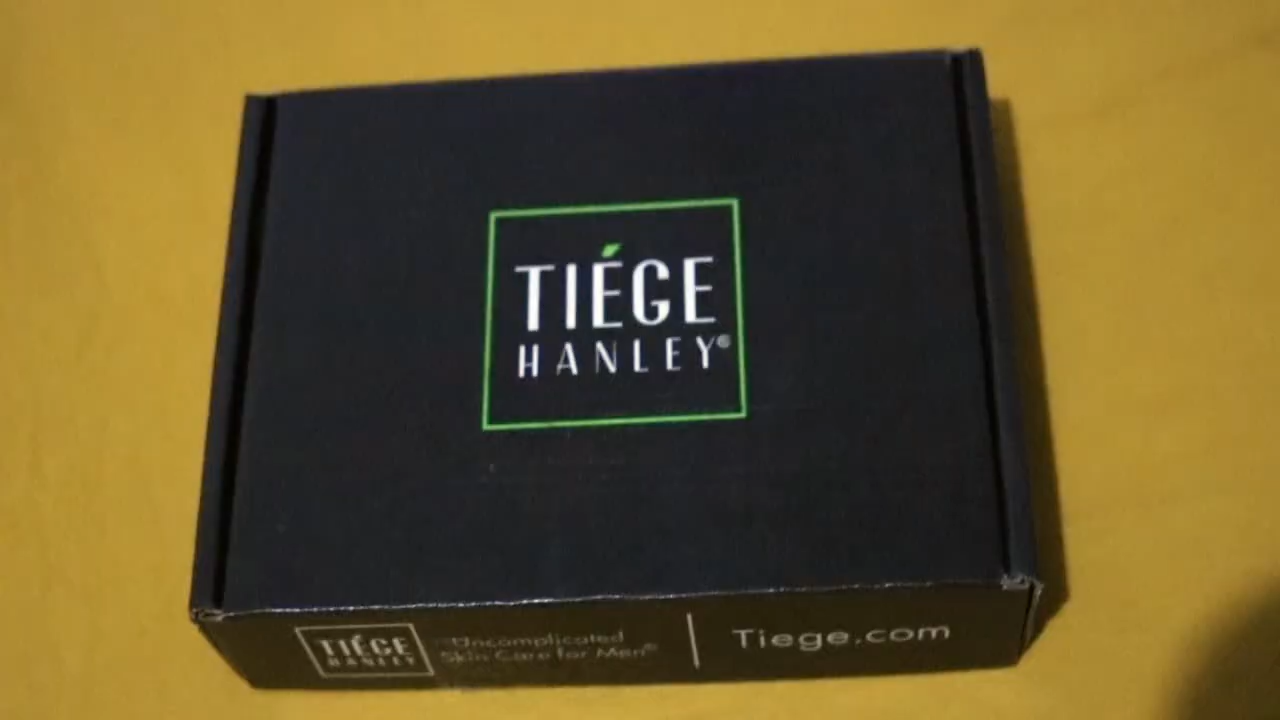 TIÉGE
HANLEY®
TIÉGE
HANLEY
Uncomplicated
Skin Care for Men®
Tiege.com